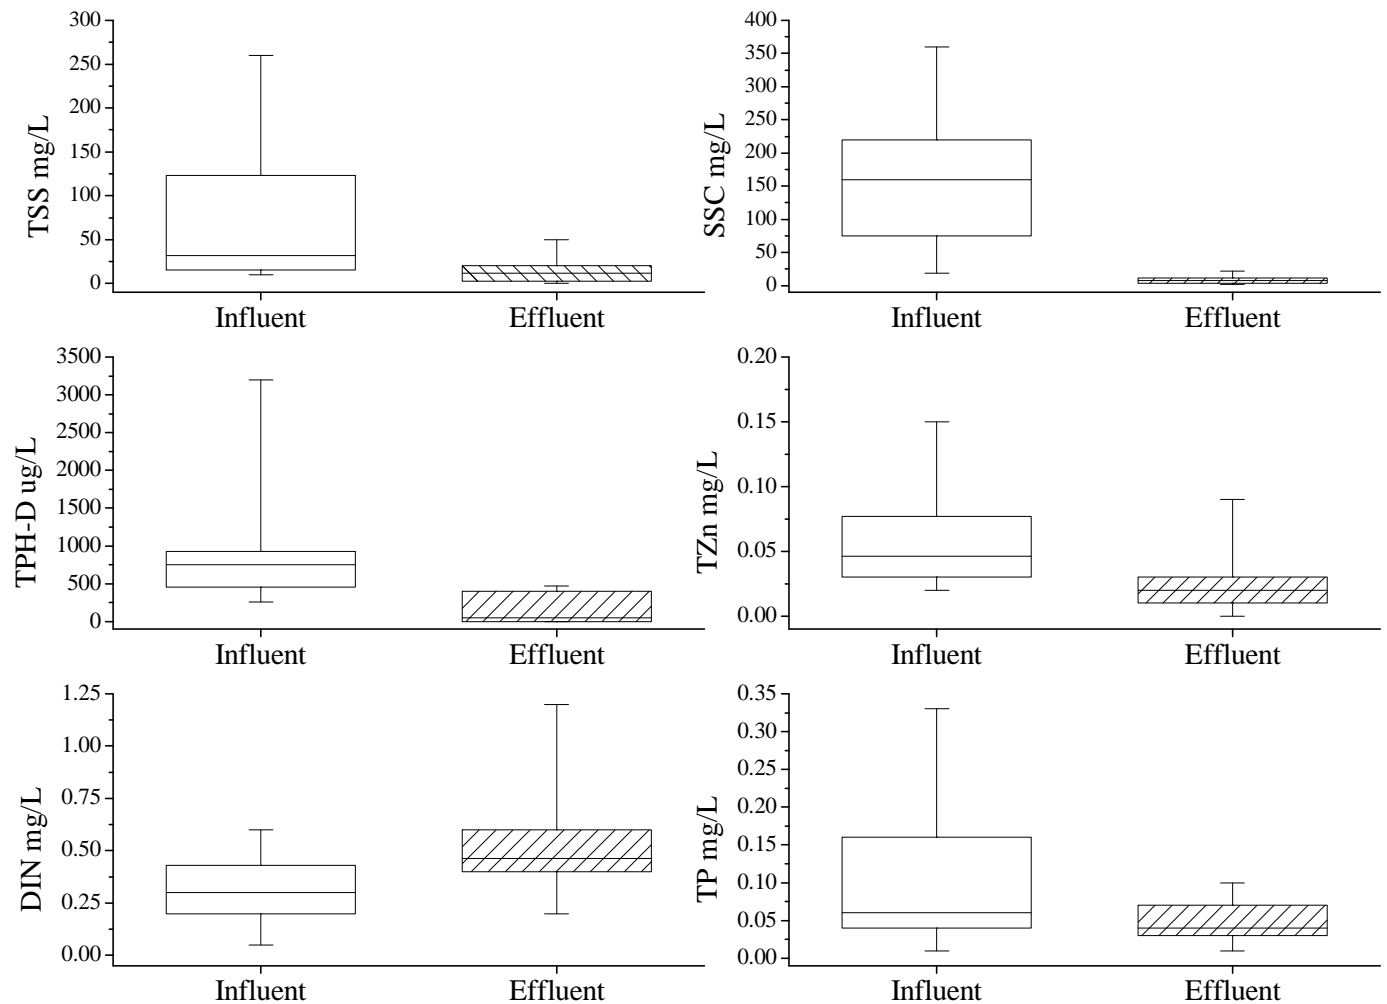 300
250
200
150
100
50
0
TSS mg/L
Influent
Effluent
400
350
300
250
200
150
100
50
0
SSC mg/L
Influent
Effluent
3500
3000
2500
2000
1500
1000
500
0
TPH-D ug/L
Influent
Effluent
0.20
0.15
0.10
0.05
0.00
TZn mg/L
Influent
Effluent
1.25
1.00
0.75
0.50
0.25
0.00
DIN mg/L
Influent
Effluent
0.35
0.30
0.25
0.20
0.15
0.10
0.05
0.00
TP mg/L
Influent
Effluent